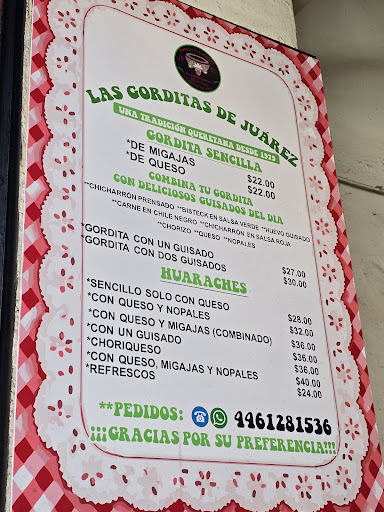 LAS GORDITAS DE JUÁREZ
UNA TRADICIÓN QUERETANA DESDE 1929
GORDITA SENCILLA
*DE MIGAJAS $22.00
*DE QUESO $22.00
COMBINA TU GORDITA
CON DELICIOSOS GUISADOS DEL DIA
**CHICHARRÓN PRENSADO **BISTECK EN SALSA VERDE **HUEVO GUISADO
**CARNE EN CHILE NEGRO **CHICHARRÓN EN SALSA ROJA
**CHORIZO **QUESO **NOPALES
*GORDITA CON UN GUISADO $27.00
*GORDITA CON DOS GUISADOS $30.00
HUARACHES
*SENCILLO SOLO CON QUESO $28.00
*CON QUESO Y NOPALES $32.00
*CON QUESO Y MIGAJAS (COMBINADO) $36.00
*CON UN GUISADO $36.00
*CHORIQUESO $36.00
*CON QUESO, MIGAJAS Y NOPALES $40.00
*REFRESCOS $24.00
**PEDIDOS: 4461281536
¡¡¡GRACIAS POR SU PREFERENCIA!!!